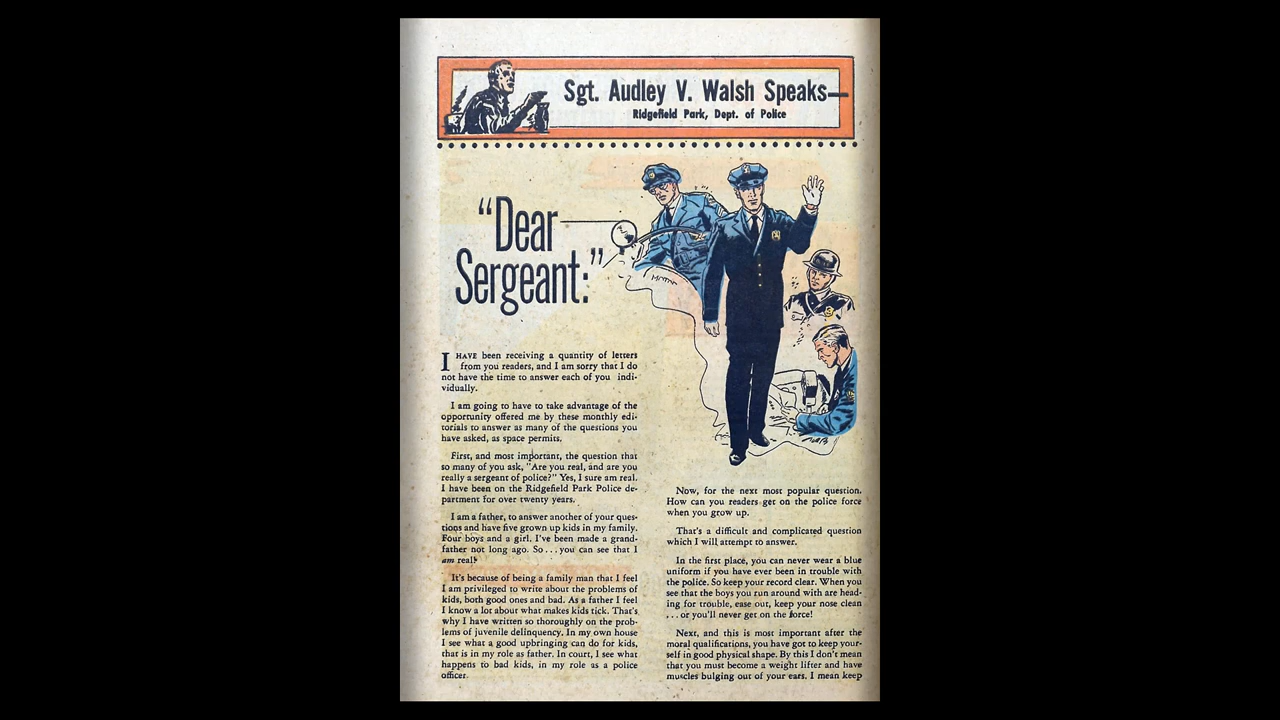 Sgt. Audley V. Walsh Speaks—
Ridgefield Park, Dept. of Police
"Dear
Sergeant:"
I HAVE been receiving a quantity of letters
from you readers, and I am sorry that I do
not have the time to answer each of you indi-
vidually.
I am going to have to take advantage of the
opportunity offered me by these monthly edi-
torials to answer as many of the questions you
have asked, as space permits.
First, and most important, the question that
so many of you ask, "Are you real, and are you
really a sergeant of police?" Yes, I sure am real.
I have been on the Ridgefield Park Police de-
partment for over twenty years.
I am a father, to answer another of your ques-
tions and have five grown up kids in my family.
Four boys and a girl. I've been made a grand-
father not long ago. So . . . you can see that I
am real!
It's because of being a family man that I feel
I am privileged to write about the problems of
kids, both good ones and bad. As a father I feel
I know a lot about what makes kids tick. That's
why I have written so thoroughly on the prob-
lems of juvenile delinquency. In my own house
I see what a good upbringing can do for kids,
that is in my role as father. In court, I see what
happens to bad kids, in my role as a police
officer.
Now, for the next most popular question.
How can you readers get on the police force
when you grow up.
That's a difficult and complicated question
which I will attempt to answer.
In the first place, you can never wear a blue
uniform if you have ever been in trouble with
the police. So keep your record clear. When you
see that the boys you run around with are head-
ing for trouble, ease out, keep your nose clean
. . . or you'll never get on the force!
Next, and this is most important after the
moral qualifications, you have got to keep your-
self in good physical shape. By this I don't mean
that you must become a weight lifter and have
muscles bulging out of your ears. I mean keep